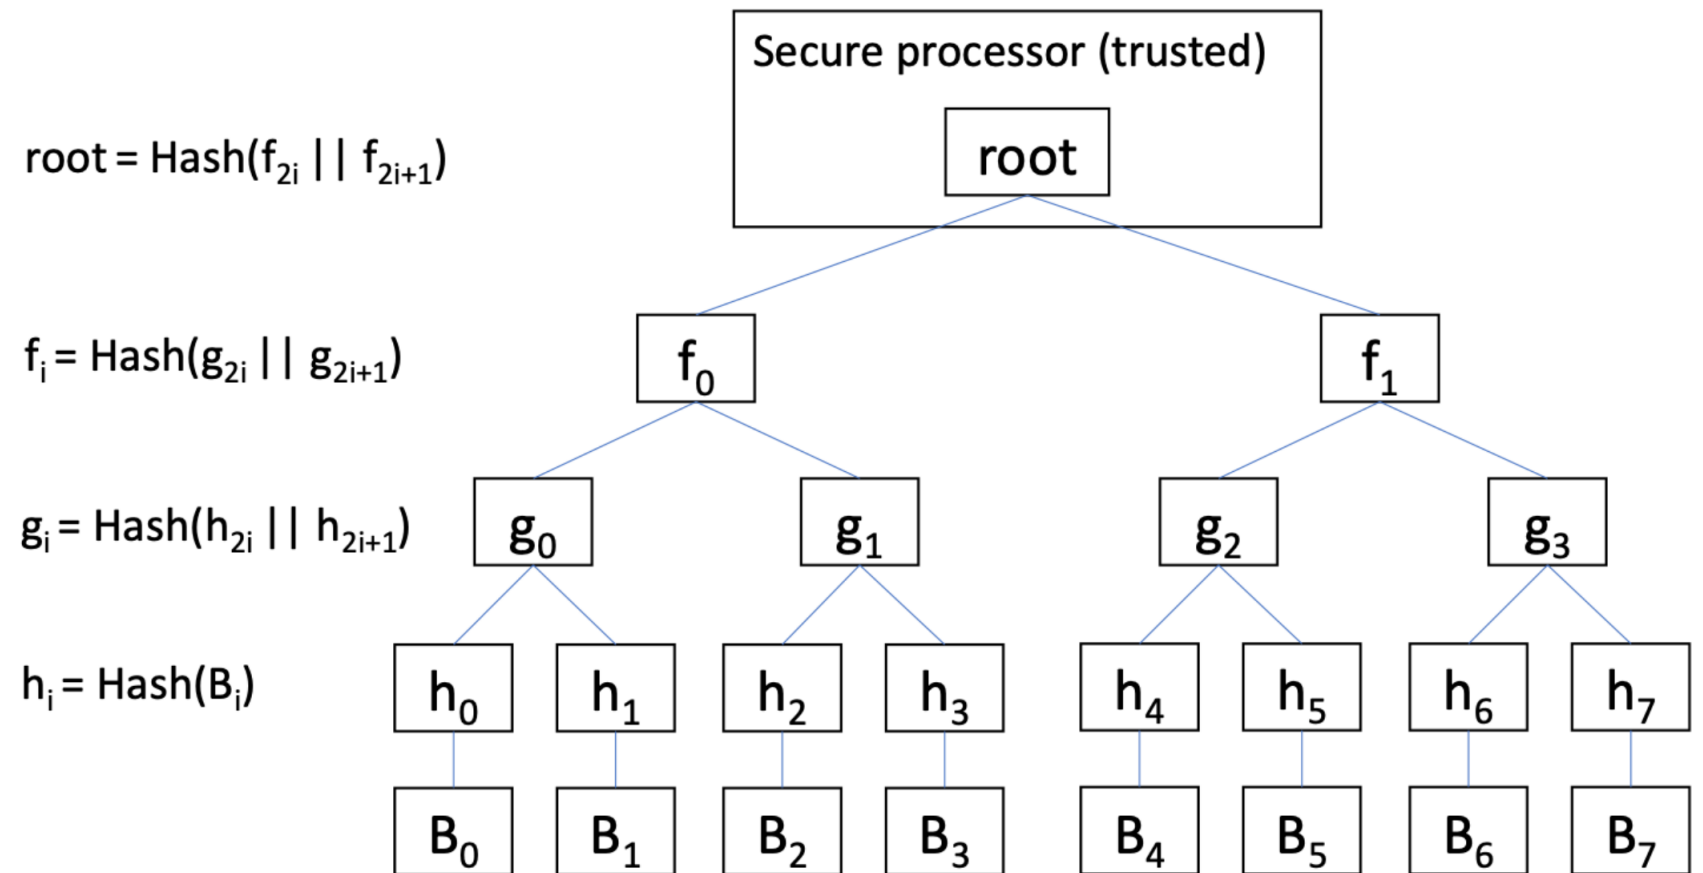 Secure processor (trusted)
root = Hash(f₂ᵢ || f₂ᵢ₊₁)
root
fᵢ = Hash(g₂ᵢ || g₂ᵢ₊₁)
f₀ f₁
gᵢ = Hash(h₂ᵢ || h₂ᵢ₊₁)
g₀ g₁ g₂ g₃
hᵢ = Hash(Bᵢ)
h₀ h₁ h₂ h₃ h₄ h₅ h₆ h₇
B₀ B₁ B₂ B₃ B₄ B₅ B₆ B₇